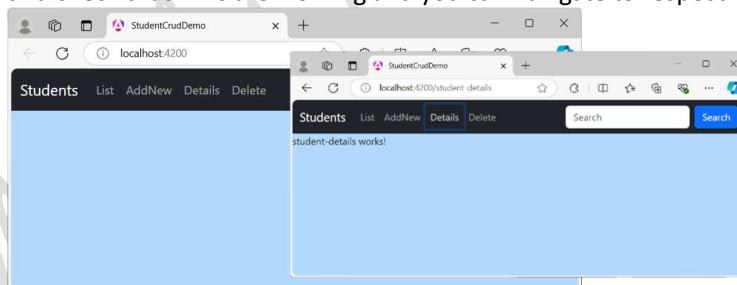 StudentCrudDemo
localhost:4200
Students List AddNew Details Delete
StudentCrudDemo
localhost:4200/student-details
Students List AddNew Details Delete Search Search
student-details works!